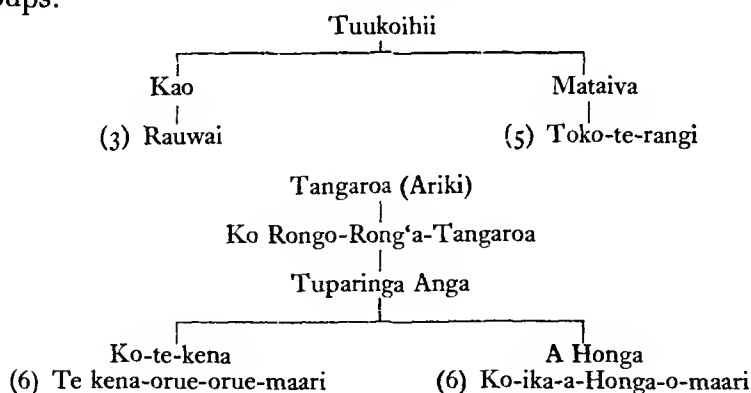 Tuukoihii
Kao Mataiva
(3) Rauwai (5) Toko-te-rangi
Tangaroa (Ariki)
Ko Rongo-Rong‘a-Tangaroa
Tuparinga Anga
Ko-te-kena A Honga
(6) Te kena-orue-orue-maari (6) Ko-ika-a-Honga-o-maari